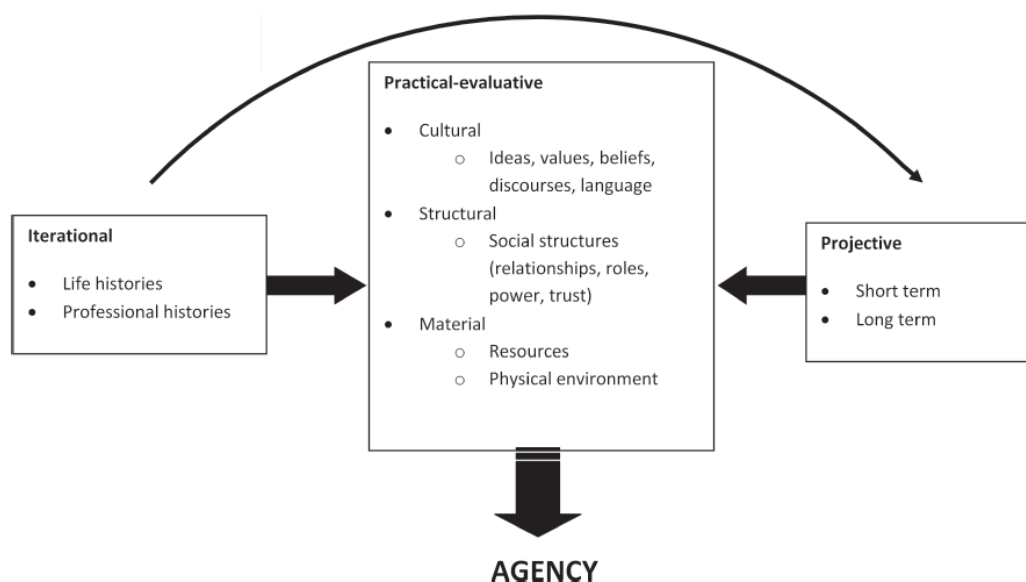 Practical-evaluative
• Cultural
o Ideas, values, beliefs,
discourses, language
• Structural
o Social structures
(relationships, roles,
power, trust)
• Material
o Resources
o Physical environment
Iterational
• Life histories
• Professional histories
Projective
• Short term
• Long term
AGENCY